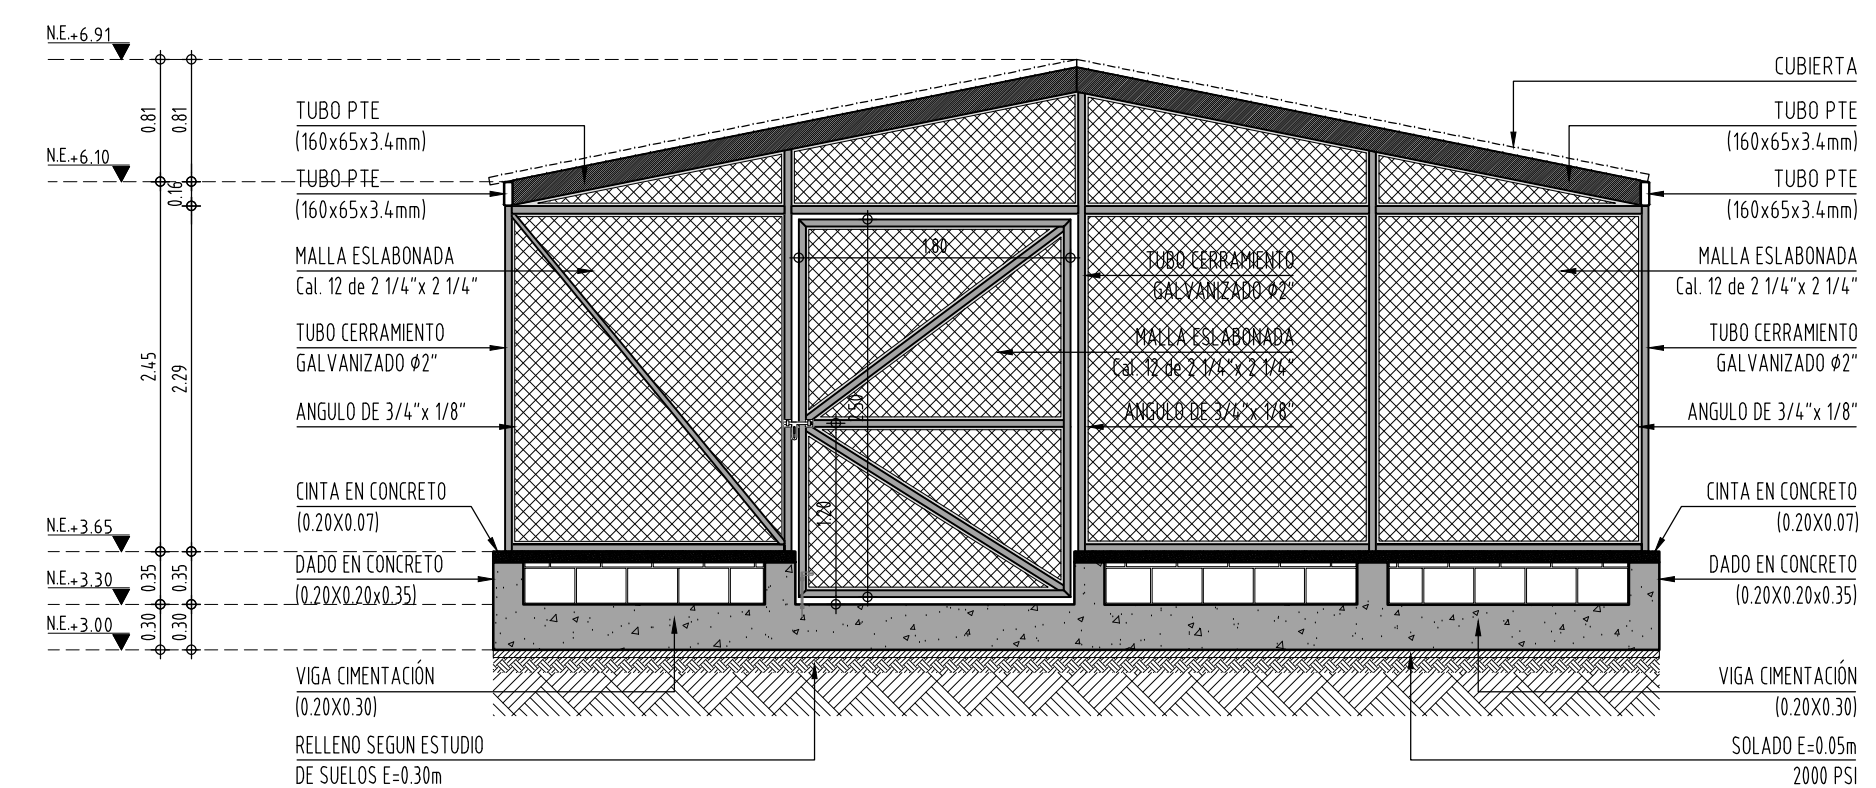 N.E.+6.91
0.81
0.81
N.E.+6.10
0.16
2.45
2.29
N.E.+3.65
0.35
0.35
N.E.+3.30
0.30
0.30
N.E.+3.00
TUBO PTE
(160x65x3.4mm)
TUBO PTE
(160x65x3.4mm)
MALLA ESLABONADA
Cal. 12 de 2 1/4"x 2 1/4"
TUBO CERRAMIENTO
GALVANIZADO Ø2"
ANGULO DE 3/4"x 1/8"
CINTA EN CONCRETO
(0.20X0.07)
DADO EN CONCRETO
(0.20X0.20x0.35)
VIGA CIMENTACIÓN
(0.20X0.30)
RELLENO SEGUN ESTUDIO
DE SUELOS E=0.30m
1.80
1.20
TUBO CERRAMIENTO
GALVANIZADO Ø2"
MALLA ESLABONADA
Cal. 12 de 2 1/4"x 2 1/4"
ANGULO DE 3/4"x 1/8"
CUBIERTA
TUBO PTE
(160x65x3.4mm)
TUBO PTE
(160x65x3.4mm)
MALLA ESLABONADA
Cal. 12 de 2 1/4"x 2 1/4"
TUBO CERRAMIENTO
GALVANIZADO Ø2"
ANGULO DE 3/4"x 1/8"
CINTA EN CONCRETO
(0.20X0.07)
DADO EN CONCRETO
(0.20X0.20x0.35)
VIGA CIMENTACIÓN
(0.20X0.30)
SOLADO E=0.05m
2000 PSI